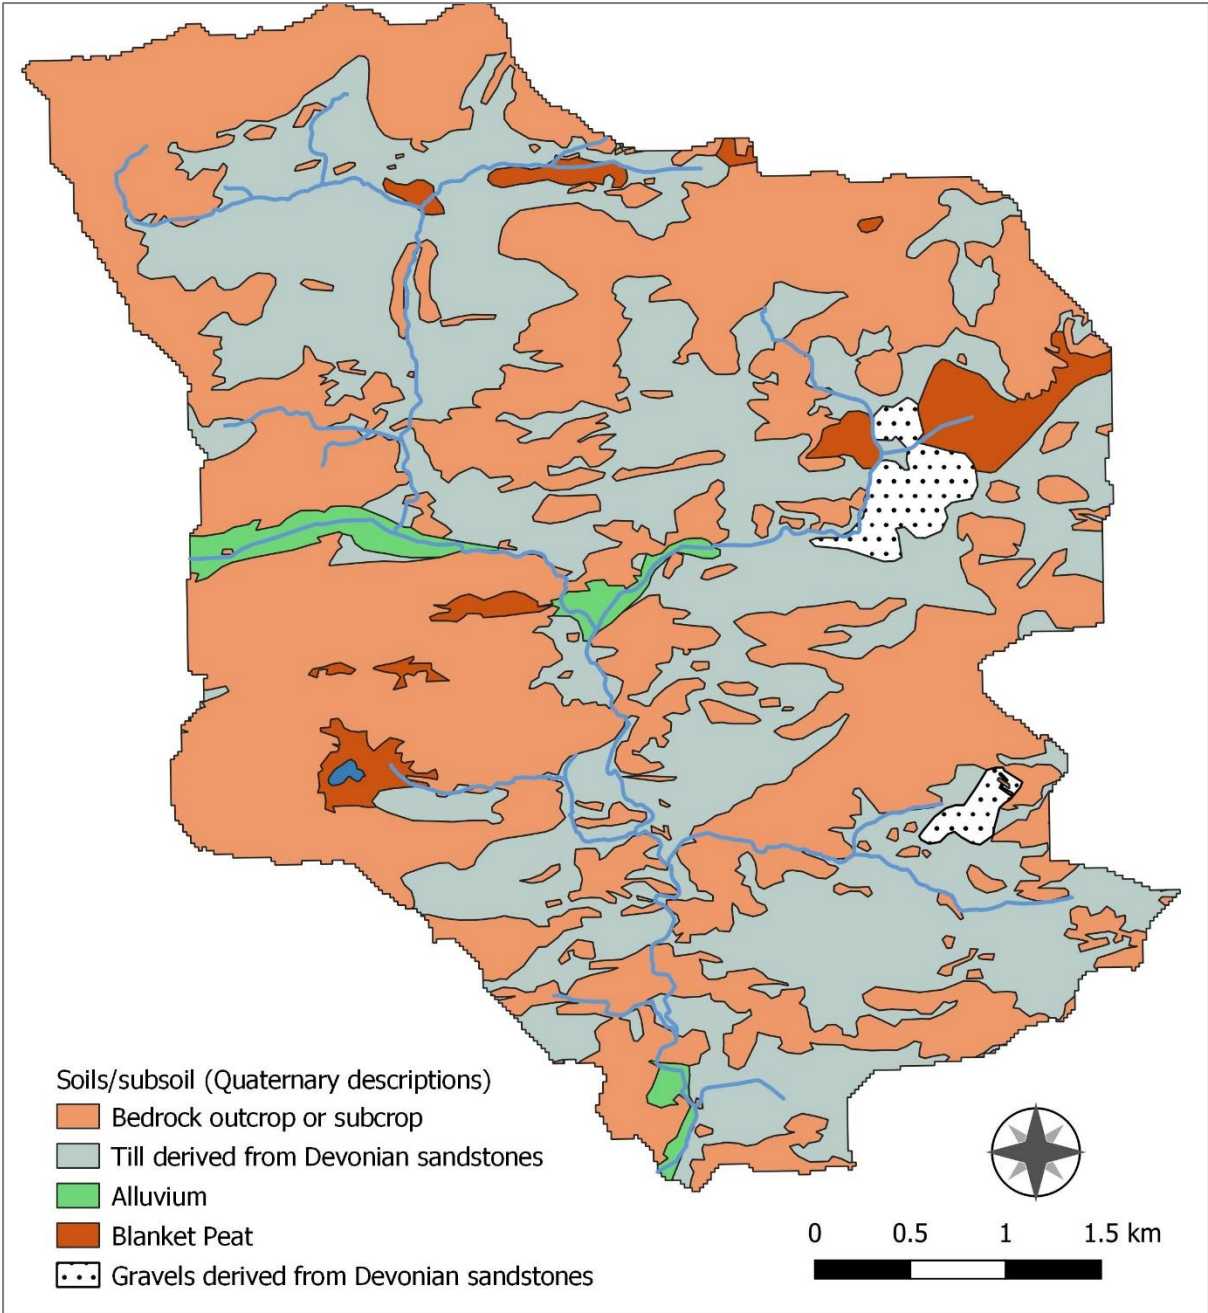 Soils/subsoil (Quaternary descriptions)
Bedrock outcrop or subcrop
Till derived from Devonian sandstones
Alluvium
Blanket Peat
Gravels derived from Devonian sandstones
0 0.5 1 1.5 km